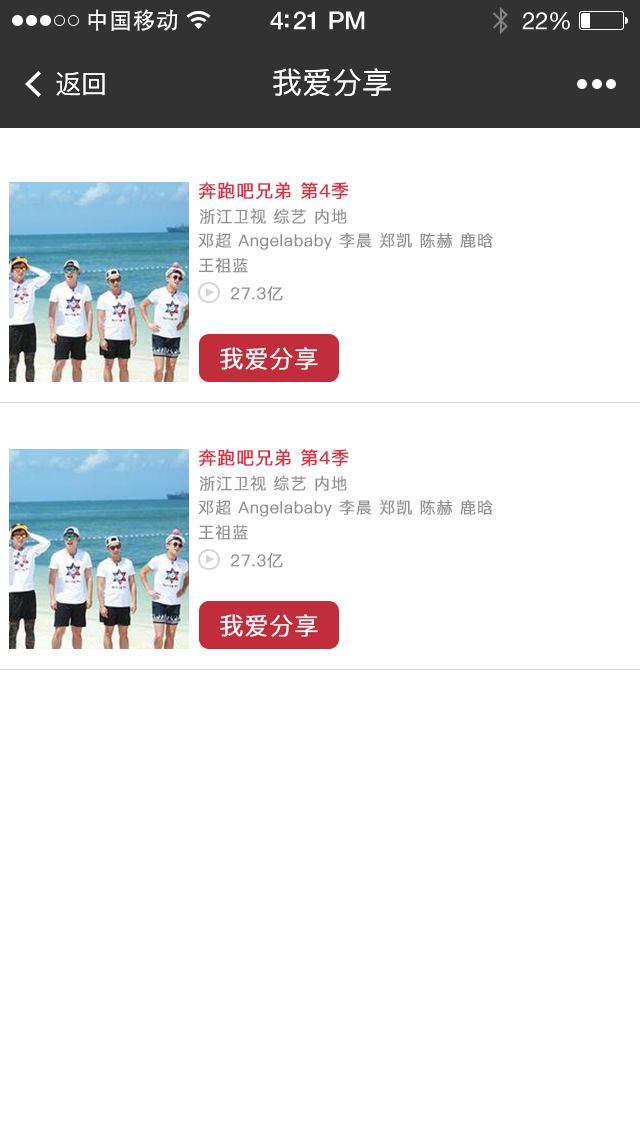 中国移动 4:21 PM 22%
返回 我爱分享
奔跑吧兄弟 第4季
浙江卫视 综艺 内地
邓超 Angelababy 李晨 郑凯 陈赫 鹿晗
王祖蓝
27.3亿
我爱分享
奔跑吧兄弟 第4季
浙江卫视 综艺 内地
邓超 Angelababy 李晨 郑凯 陈赫 鹿晗
王祖蓝
27.3亿
我爱分享